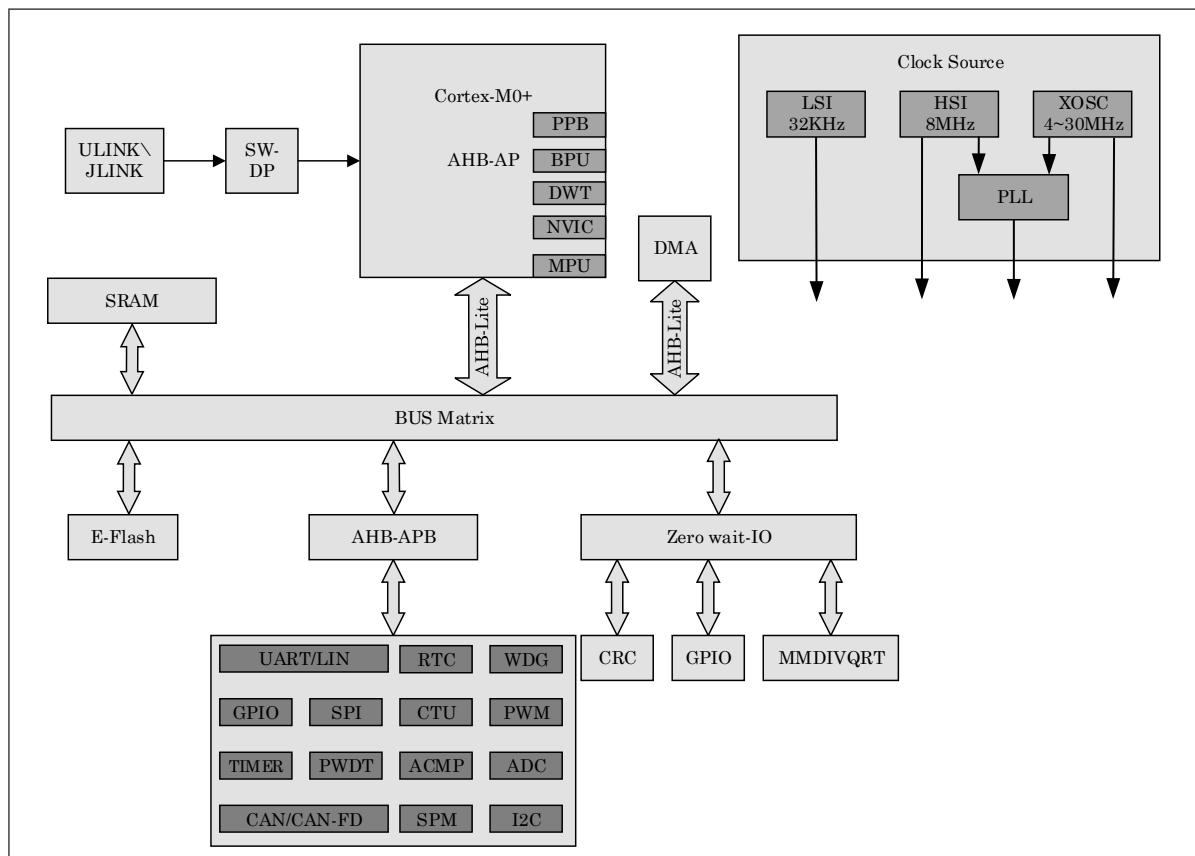 Cortex-M0+
PPB
AHB-AP
BPU
DWT
NVIC
MPU
ULINK\
JLINK
SW-
DP
Clock Source
LSI
32KHz
HSI
8MHz
XOSC
4~30MHz
PLL
DMA
SRAM
AHB-Lite
AHB-Lite
BUS Matrix
E-Flash
AHB-APB
Zero wait-IO
UART/LIN
RTC
WDG
GPIO
SPI
CTU
PWM
TIMER
PWDT
ACMP
ADC
CAN/CAN-FD
SPM
I2C
CRC
GPIO
MMDIVQRT